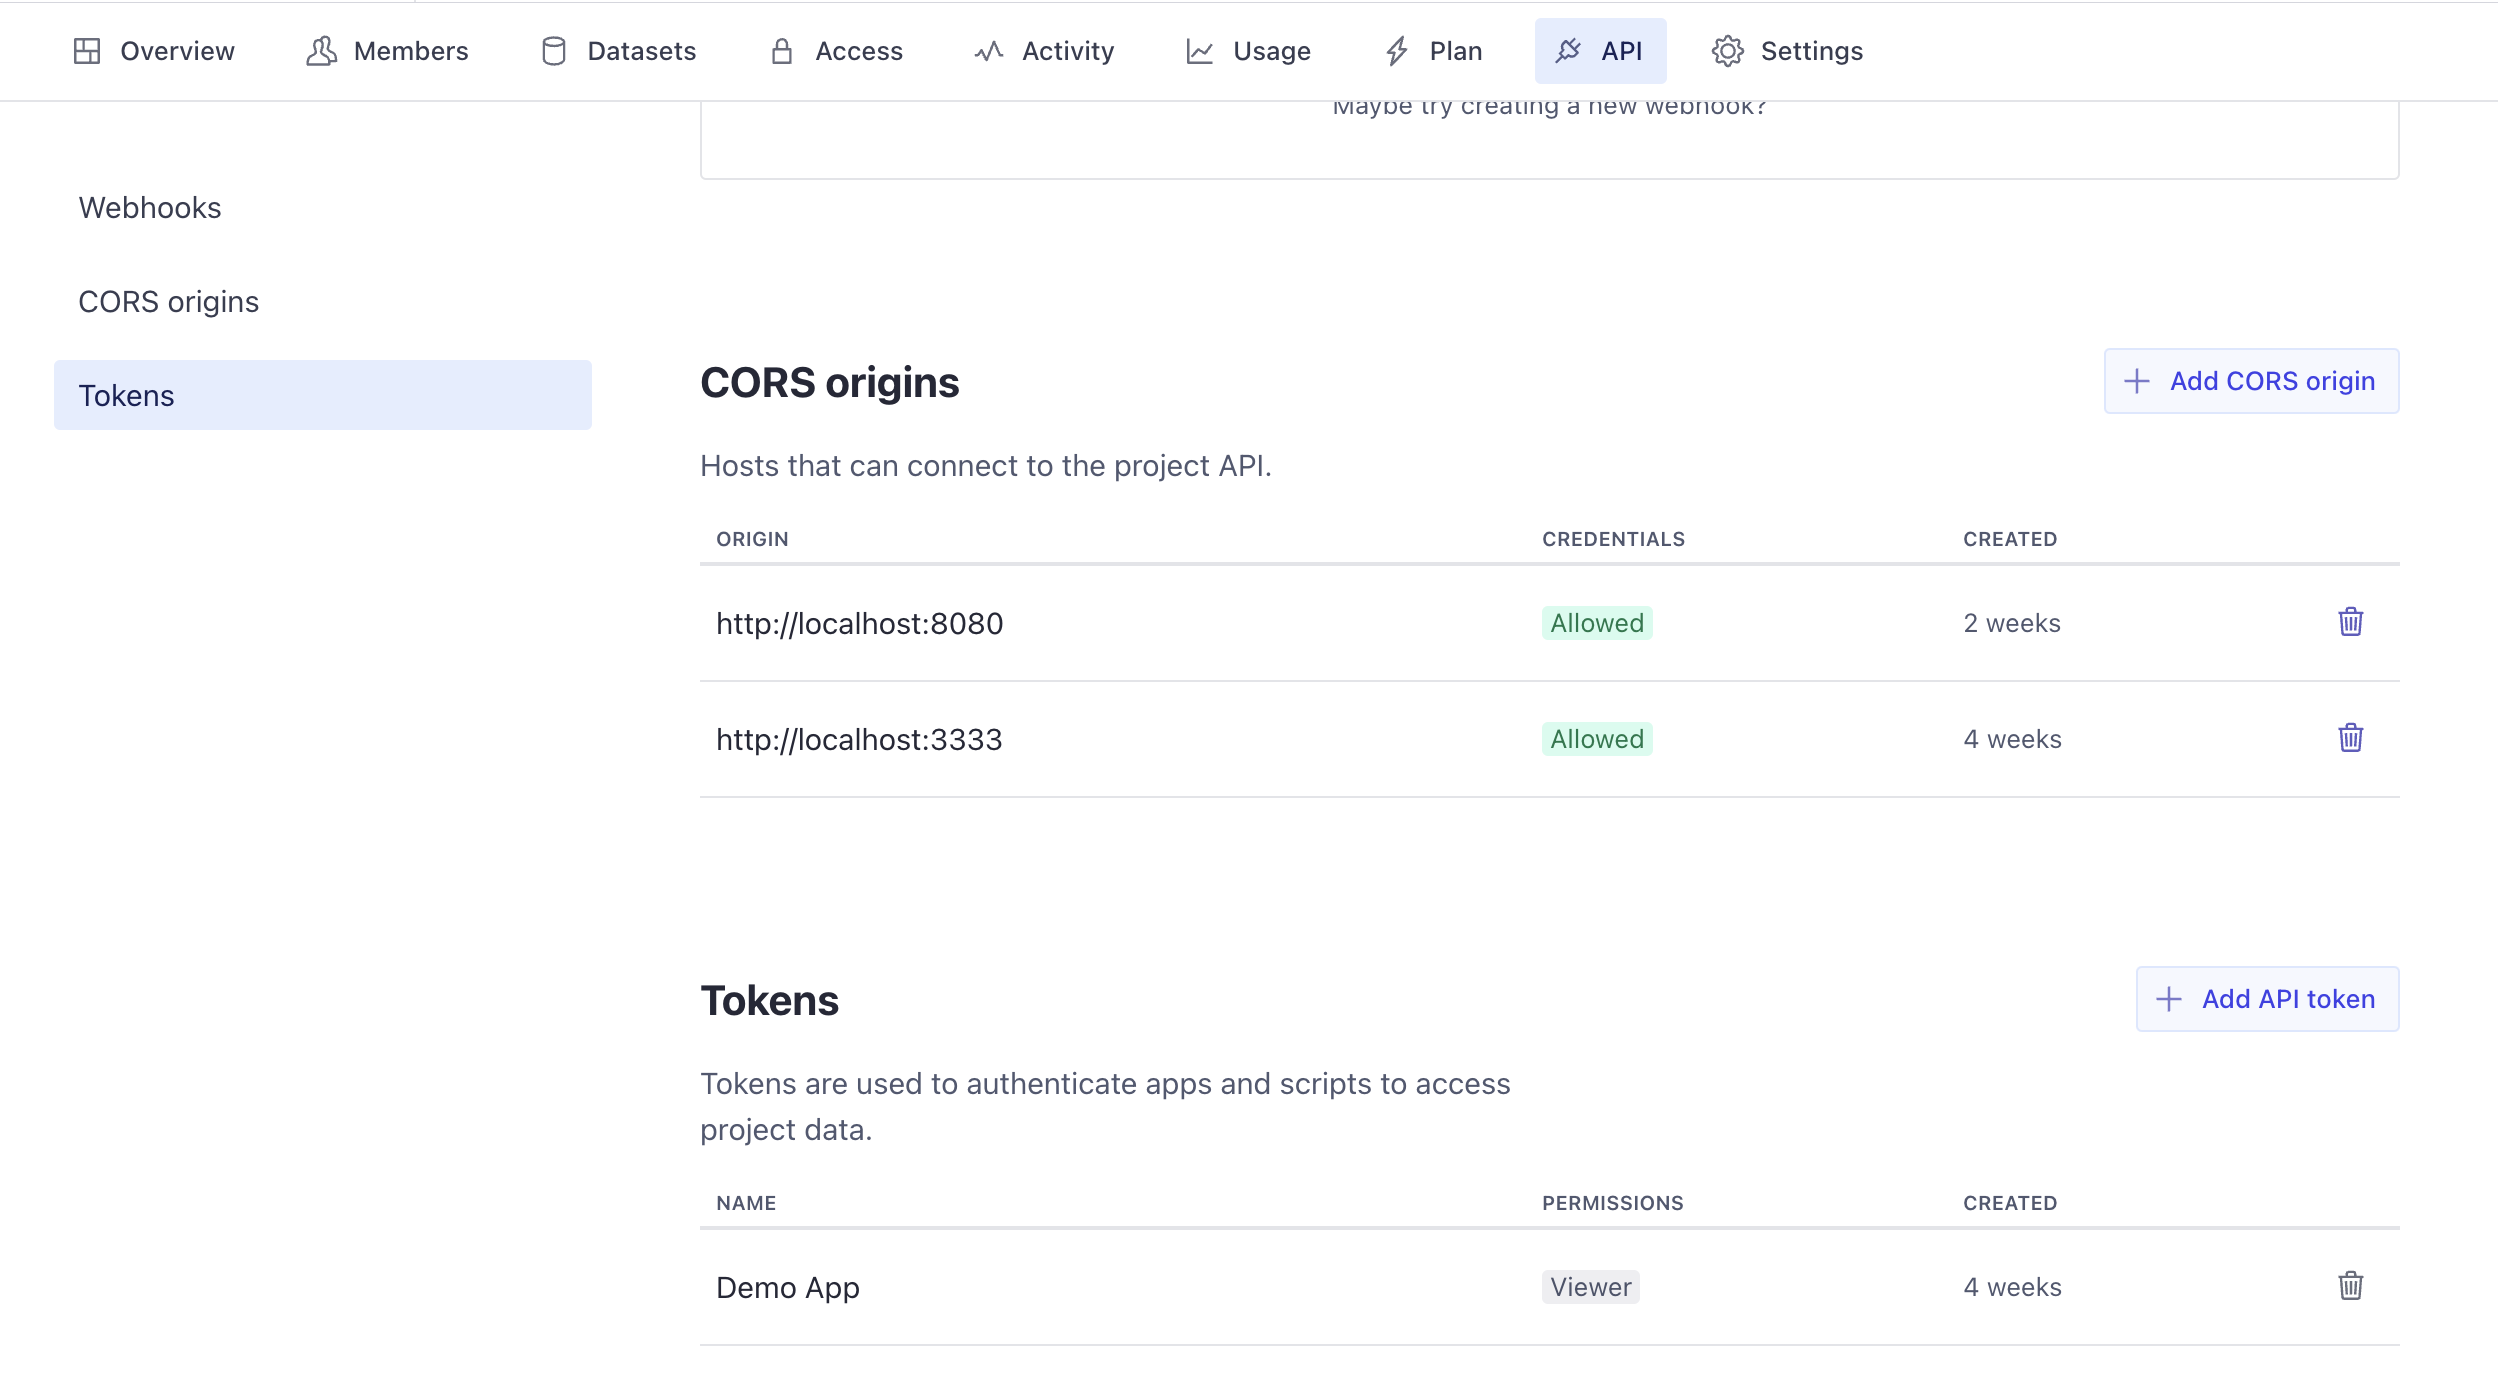 Overview Members Datasets Access Activity Usage Plan API Settings
Maybe try creating a new webhook?
Webhooks
CORS origins
Tokens
CORS origins
Add CORS origin
Hosts that can connect to the project API.
ORIGIN CREDENTIALS CREATED
http://localhost:8080 Allowed 2 weeks
http://localhost:3333 Allowed 4 weeks
Tokens
Add API token
Tokens are used to authenticate apps and scripts to access
project data.
NAME PERMISSIONS CREATED
Demo App Viewer 4 weeks